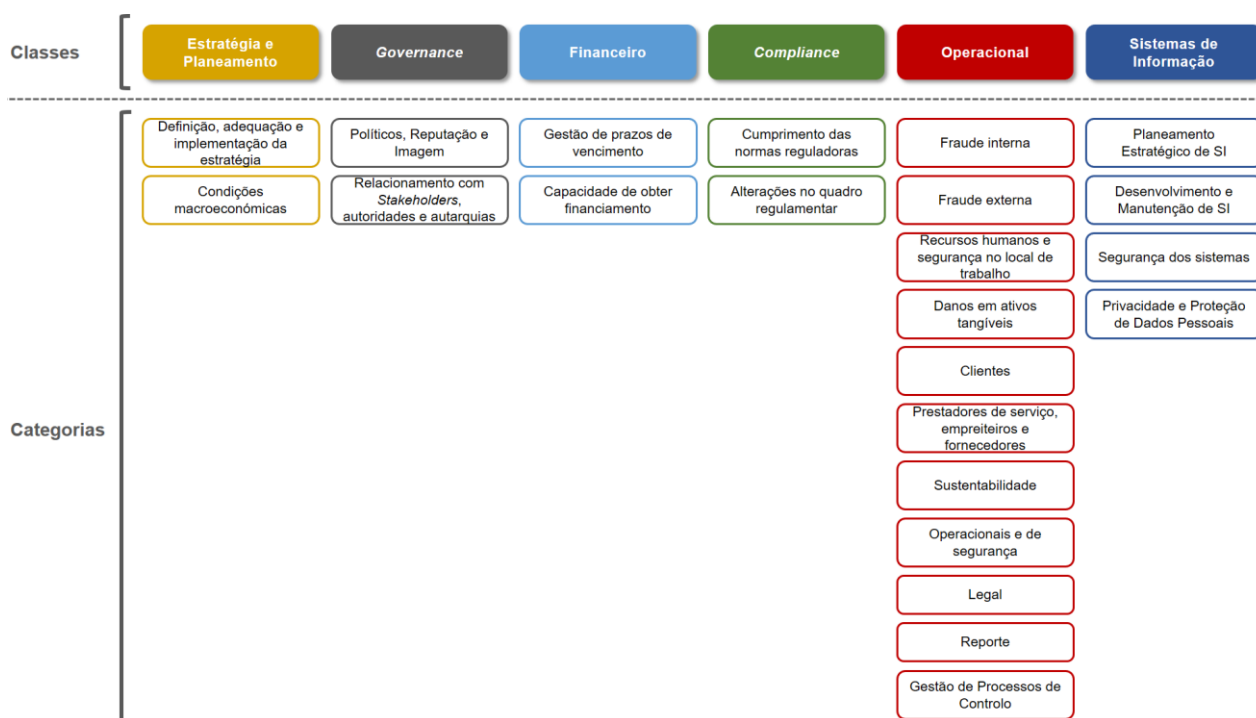 Classes
Estratégia e
Planeamento
Governance
Financeiro
Compliance
Operacional
Sistemas de
Informação
Categorias
Definição, adequação e
implementação da
estratégia
Condições
macroeconómicas
Políticos, Reputação e
Imagem
Relacionamento com
Stakeholders,
autoridades e autarquias
Gestão de prazos de
vencimento
Capacidade de obter
financiamento
Cumprimento das
normas reguladoras
Alterações no quadro
regulamentar
Fraude interna
Fraude externa
Recursos humanos e
segurança no local de
trabalho
Danos em ativos
tangíveis
Clientes
Prestadores de serviço,
empreiteiros e
fornecedores
Sustentabilidade
Operacionais e de
segurança
Legal
Reporte
Gestão de Processos de
Controlo
Planeamento
Estratégico de SI
Desenvolvimento e
Manutenção de SI
Segurança dos sistemas
Privacidade e Proteção
de Dados Pessoais